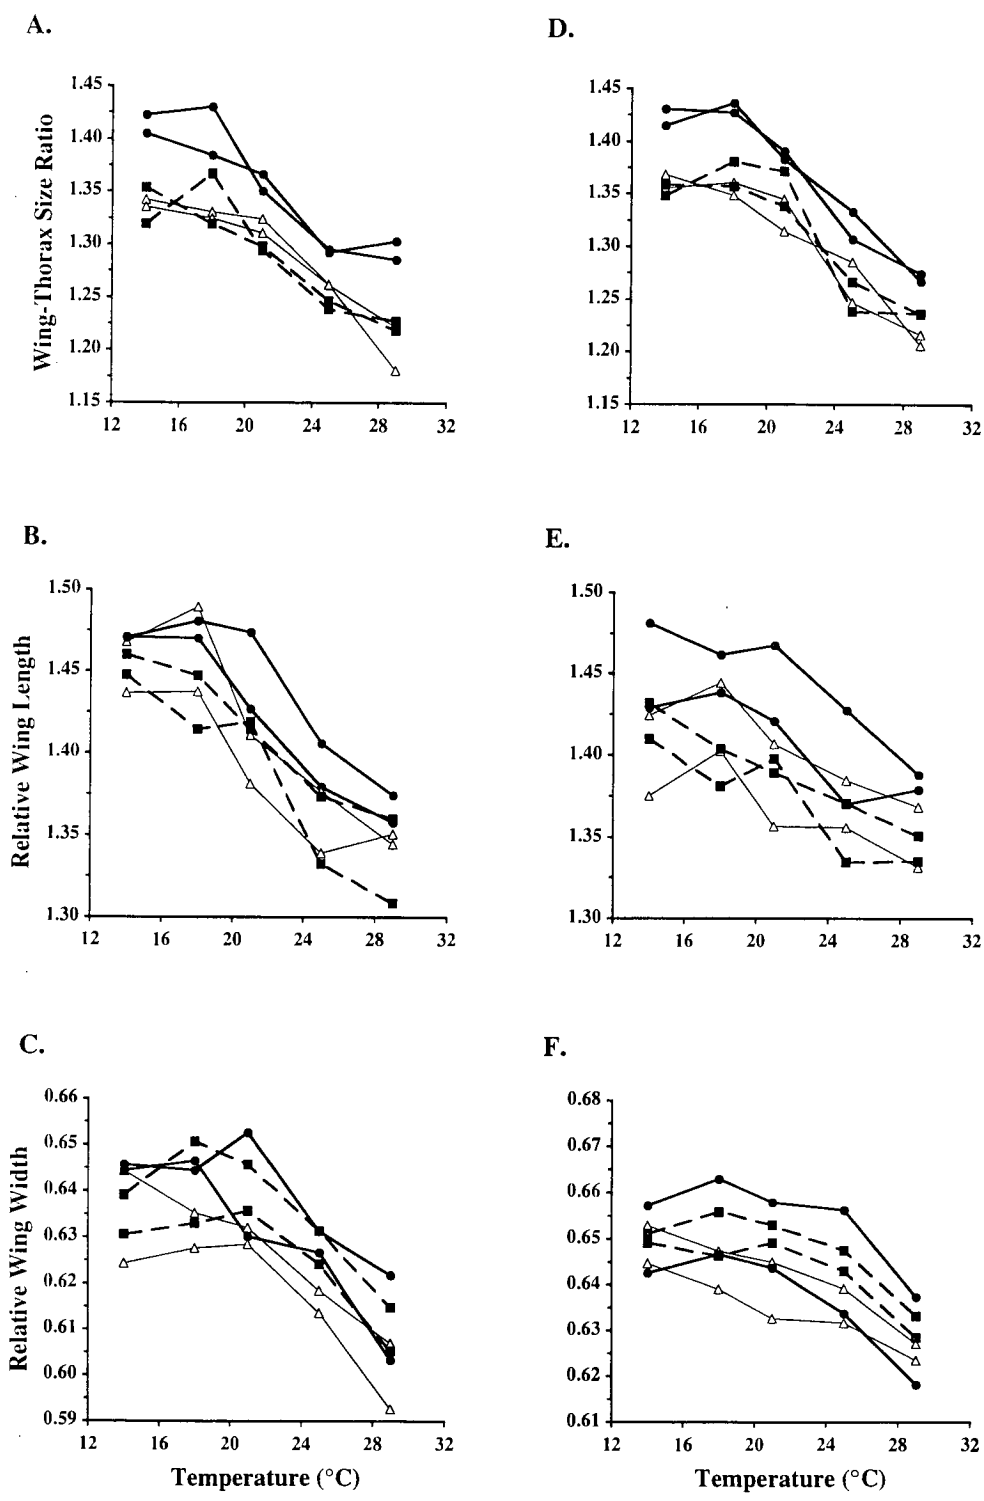 A.
D.
Wing-Thorax Size Ratio
1.45
1.40
1.35
1.30
1.25
1.20
1.15
12 16 20 24 28 32
1.45
1.40
1.35
1.30
1.25
1.20
1.15
12 16 20 24 28 32
B.
E.
Relative Wing Length
1.50
1.45
1.40
1.35
1.30
12 16 20 24 28 32
1.50
1.45
1.40
1.35
1.30
12 16 20 24 28 32
C.
F.
Relative Wing Width
0.66
0.65
0.64
0.63
0.62
0.61
0.60
0.59
12 16 20 24 28 32
Temperature (°C)
0.68
0.67
0.66
0.65
0.64
0.63
0.62
0.61
12 16 20 24 28 32
Temperature (°C)